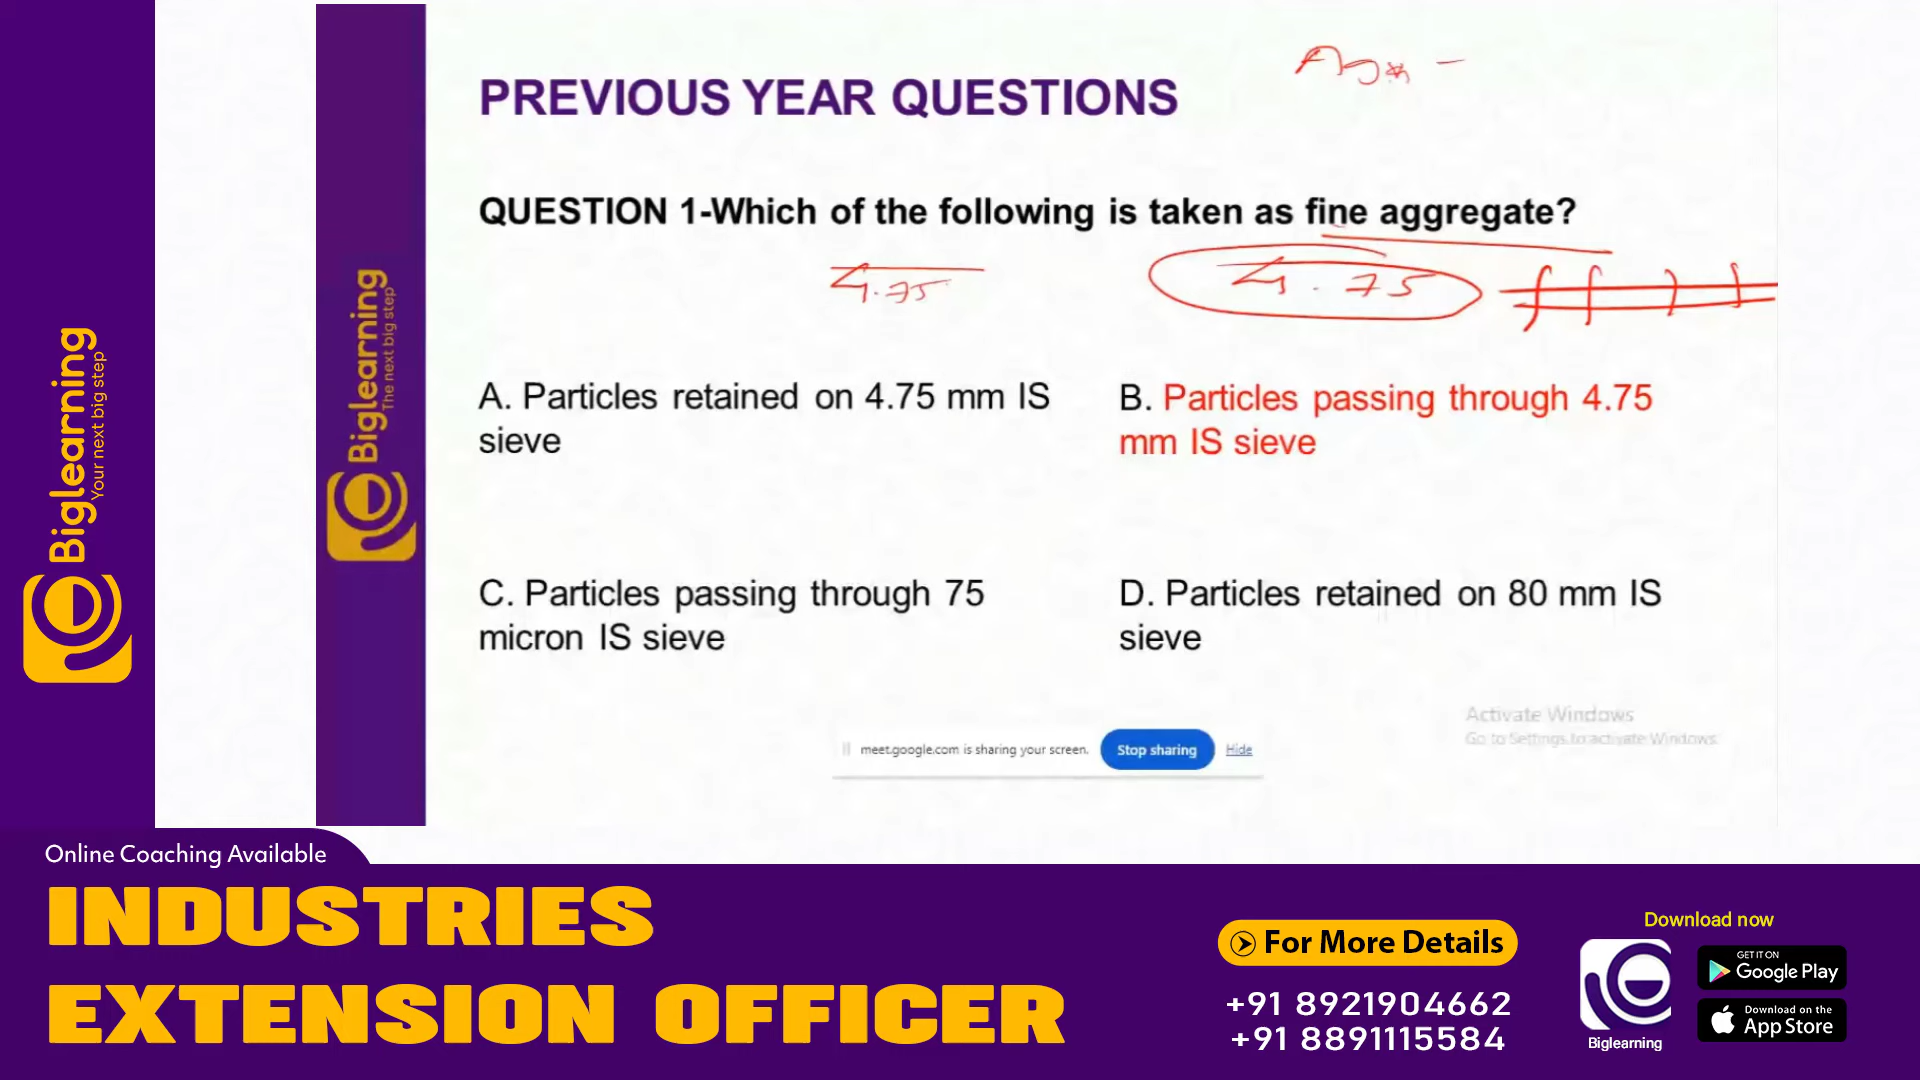 PREVIOUS YEAR QUESTIONS
QUESTION 1-Which of the following is taken as fine aggregate?
4.75
4.75
A. Particles retained on 4.75 mm IS
sieve
B. Particles passing through 4.75
mm IS sieve
C. Particles passing through 75
micron IS sieve
D. Particles retained on 80 mm IS
sieve
meet.google.com is sharing your screen.
Stop sharing
Hide
Activate Windows
Go to Settings to activate Windows.
Biglearning
Your next big step
Biglearning
The next big step
Online Coaching Available
INDUSTRIES
EXTENSION OFFICER
For More Details
+91 8921904662
+91 8891115584
Download now
GET IT ON
Google Play
Download on the
App Store
Biglearning